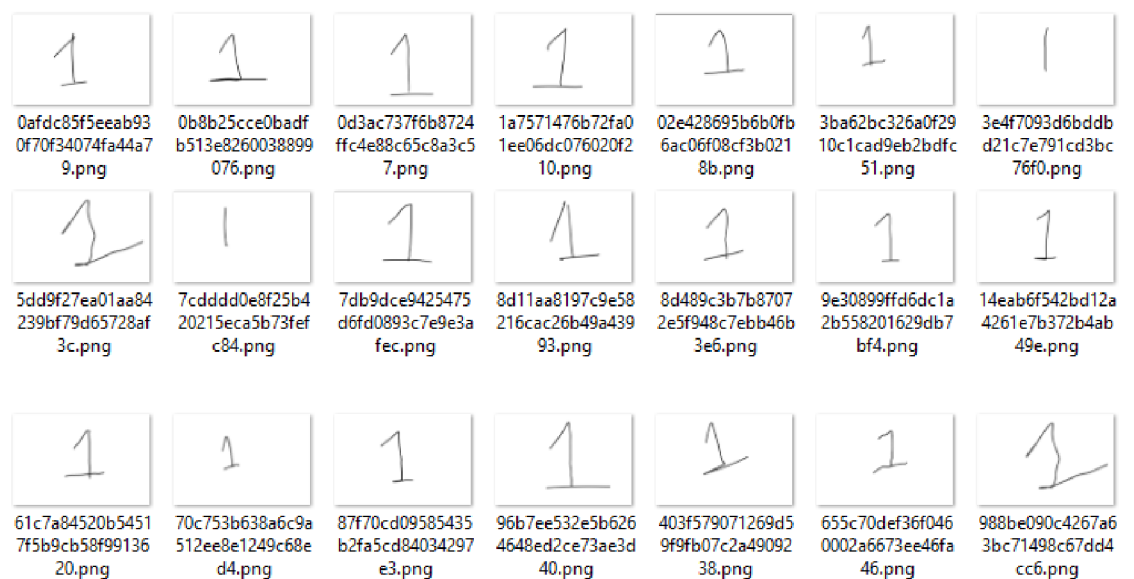 1 1 1 1 1 1 1
0afdc85f5eeab93 0b8b25cce0badf 0d3ac737f6b8724 1a7571476b72fa0 02e428695b6b0fb 3ba62bc326a0f29 3e4f7093d6bddb
0f70f34074fa44a7 b513e8260038899 ffc4e88c65c8a3c5 1ee06dc076020f2 6ac06f08cf3b021 10c1cad9eb2bdfc d21c7e791cd3bc
9.png 076.png 7.png 10.png 8b.png 51.png 76f0.png
1 1 1 1 1 1 1
5dd9f27ea01aa84 7cdddd0e8f25b4 7db9dce9425475 8d11aa8197c9e58 8d489c3b7b8707 9e30899ffd6dc1a 14eab6f542bd12a
239bf79d65728af 20215eca5b73fef d6fd0893c7e9e3a 216cac26b49a439 2e5f948c7ebb46b 2b558201629db7 4261e7b372b4ab
3c.png c84.png fec.png 93.png 3e6.png bf4.png 49e.png
1 1 1 1 1 1 1
61c7a84520b5451 70c753b638a6c9a 87f70cd09585435 96b7ee532e5b626 403f579071269d5 655c70def36f046 988be090c4267a6
7f5b9cb58f99136 512ee8e1249c68e b2fa5cd84034297 4648ed2ce73ae3d 9f9fb07c2a49092 0002a6673ee46fa 3bc71498c67dd4
20.png d4.png e3.png 40.png 38.png 46.png cc6.png